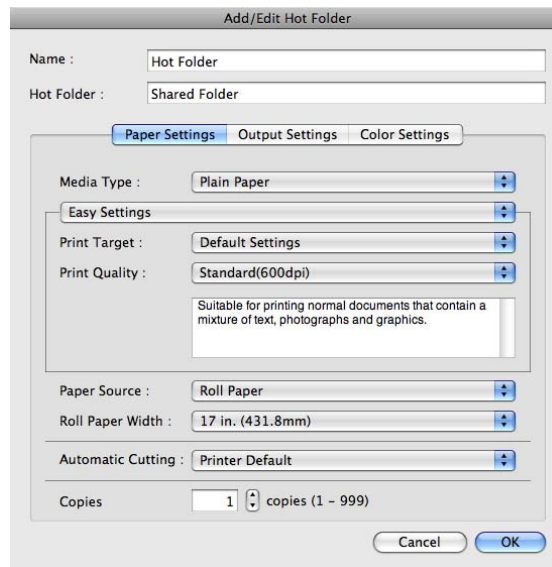 Add/Edit Hot Folder
Name : Hot Folder
Hot Folder : Shared Folder
Paper Settings Output Settings Color Settings
Media Type : Plain Paper
Easy Settings
Print Target : Default Settings
Print Quality : Standard(600dpi)
Suitable for printing normal documents that contain a
mixture of text, photographs and graphics.
Paper Source : Roll Paper
Roll Paper Width : 17 in. (431.8mm)
Automatic Cutting : Printer Default
Copies 1 copies (1 - 999)
Cancel OK